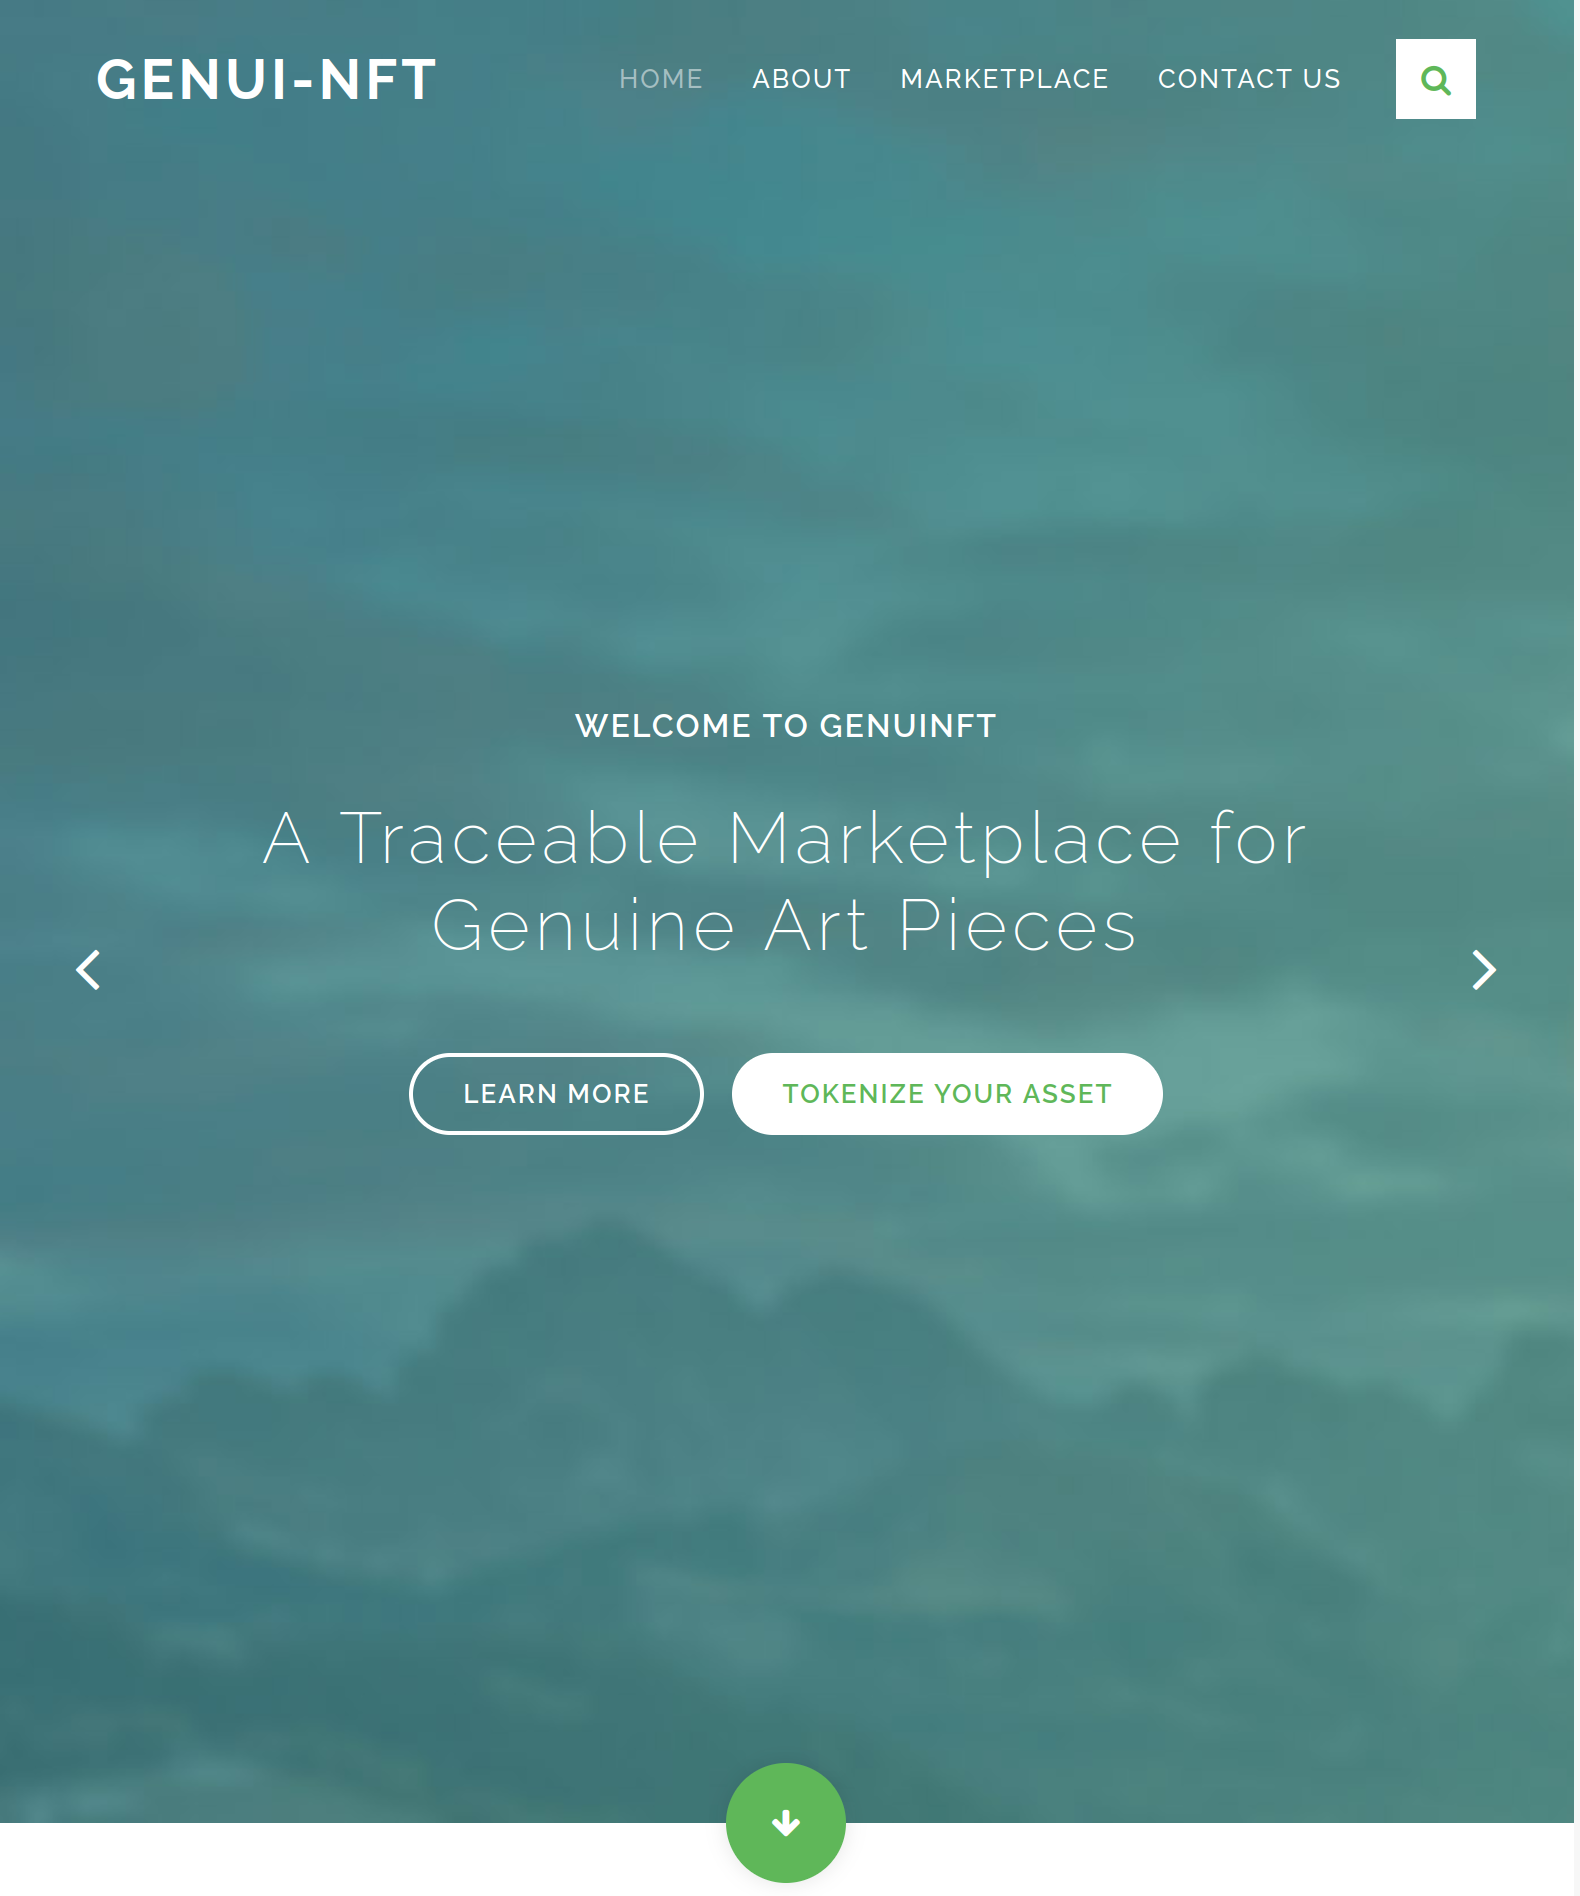 GENUI-NFT
HOME ABOUT MARKETPLACE CONTACT US
WELCOME TO GENUINFT
A Traceable Marketplace for
Genuine Art Pieces
LEARN MORE
TOKENIZE YOUR ASSET